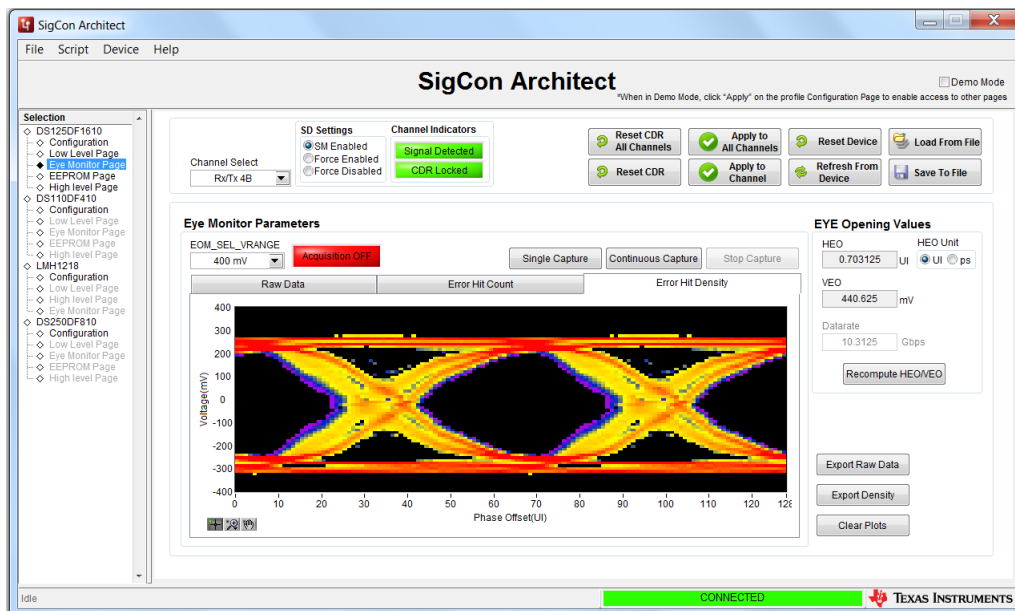 SigCon Architect
File Script Device Help
SigCon Architect
Demo Mode
*When in Demo Mode, click "Apply" on the profile Configuration Page to enable access to other pages
Selection
DS125DF1610
Configuration
Low Level Page
Eye Monitor Page
EEPROM Page
High level Page
DS110DF410
Configuration
Low Level Page
Eye Monitor Page
EEPROM Page
High level Page
LMH1218
Configuration
Low Level Page
High level Page
Eye Monitor Page
DS250DF810
Configuration
Low Level Page
Eye Monitor Page
EEPROM Page
High level Page
Channel Select
Rx/Tx 4B
SD Settings
SM Enabled
Force Enabled
Force Disabled
Channel Indicators
Signal Detected
CDR Locked
Reset CDR
All Channels
Apply to
All Channels
Reset Device
Load From File
Reset CDR
Apply to
Channel
Refresh From
Device
Save To File
Eye Monitor Parameters
EOM_SEL_VRANGE
400 mV
Acquisition OFF
Single Capture
Continuous Capture
Stop Capture
Raw Data
Error Hit Count
Error Hit Density
400
300
200
100
0
-100
-200
-300
-400
Voltage(mV)
0 10 20 30 40 50 60 70 80 90 100 110 120 128
Phase Offset(UI)
EYE Opening Values
HEO
0.703125 UI
HEO Unit
UI ps
VEO
440.625 mV
Datarate
10.3125 Gbps
Recompute HEO/VEO
Export Raw Data
Export Density
Clear Plots
Idle
CONNECTED
TEXAS INSTRUMENTS